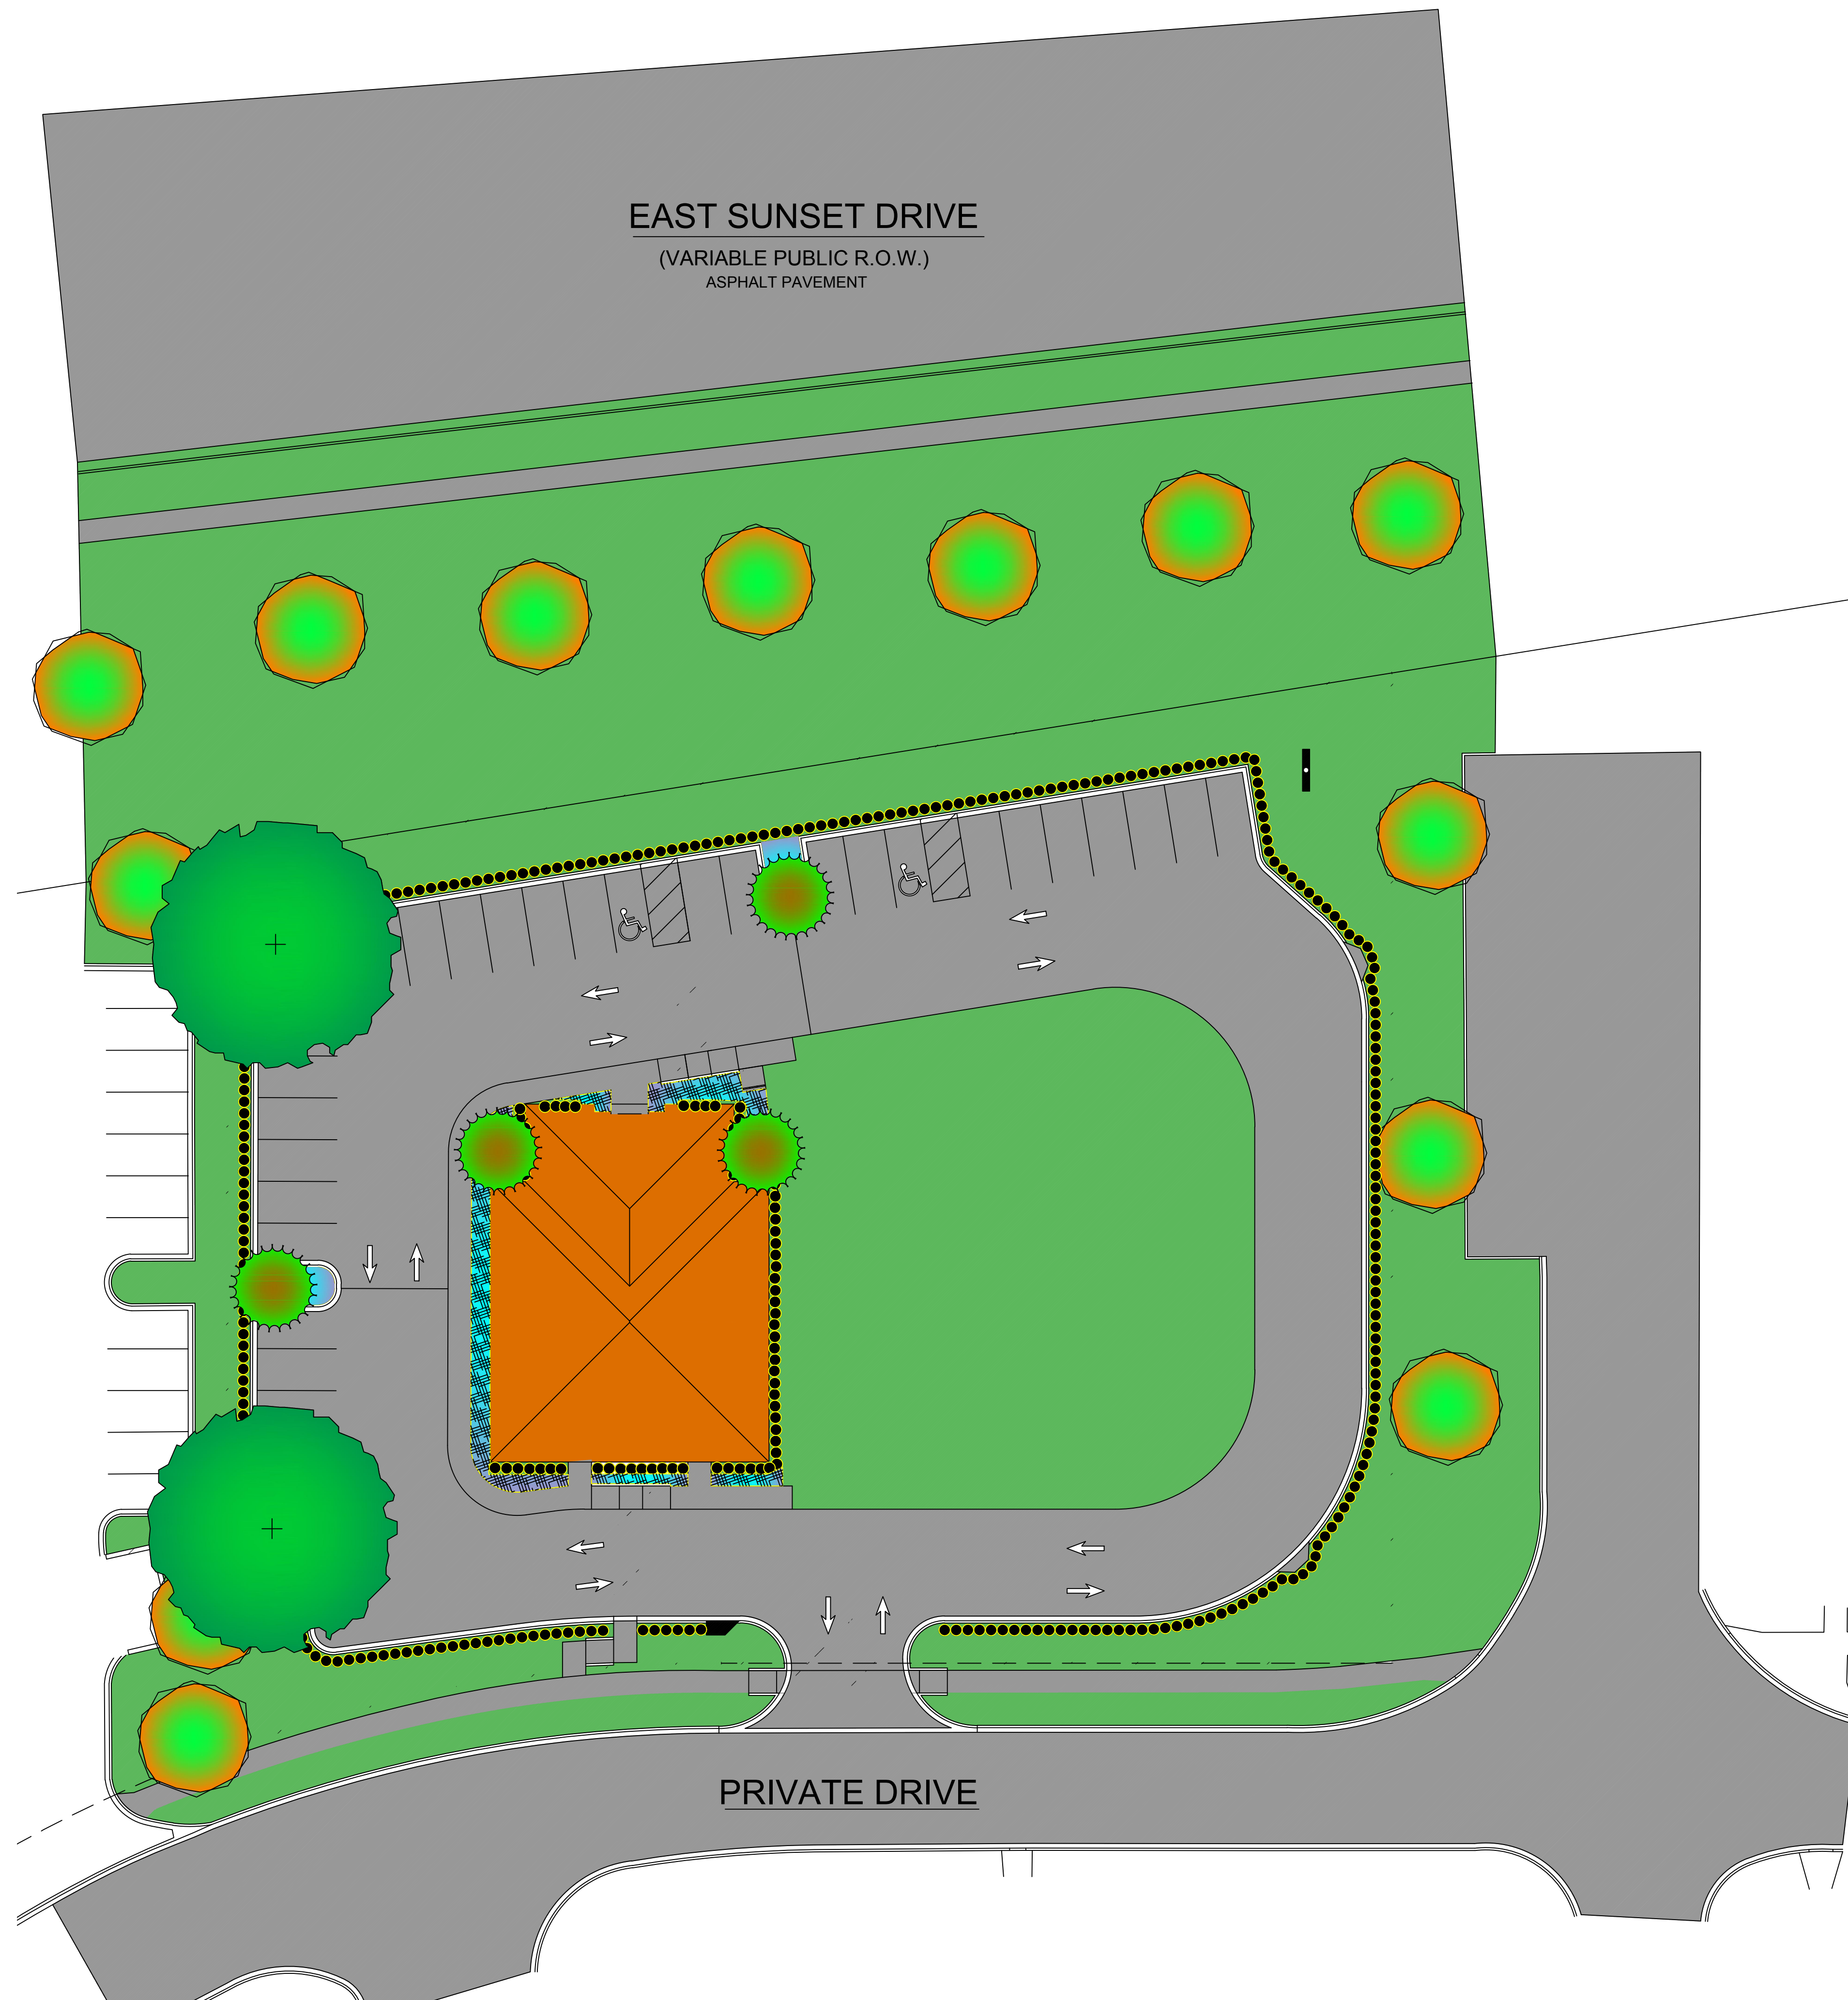 EAST SUNSET DRIVE
(VARIABLE PUBLIC R.O.W.)
ASPHALT PAVEMENT
PRIVATE DRIVE